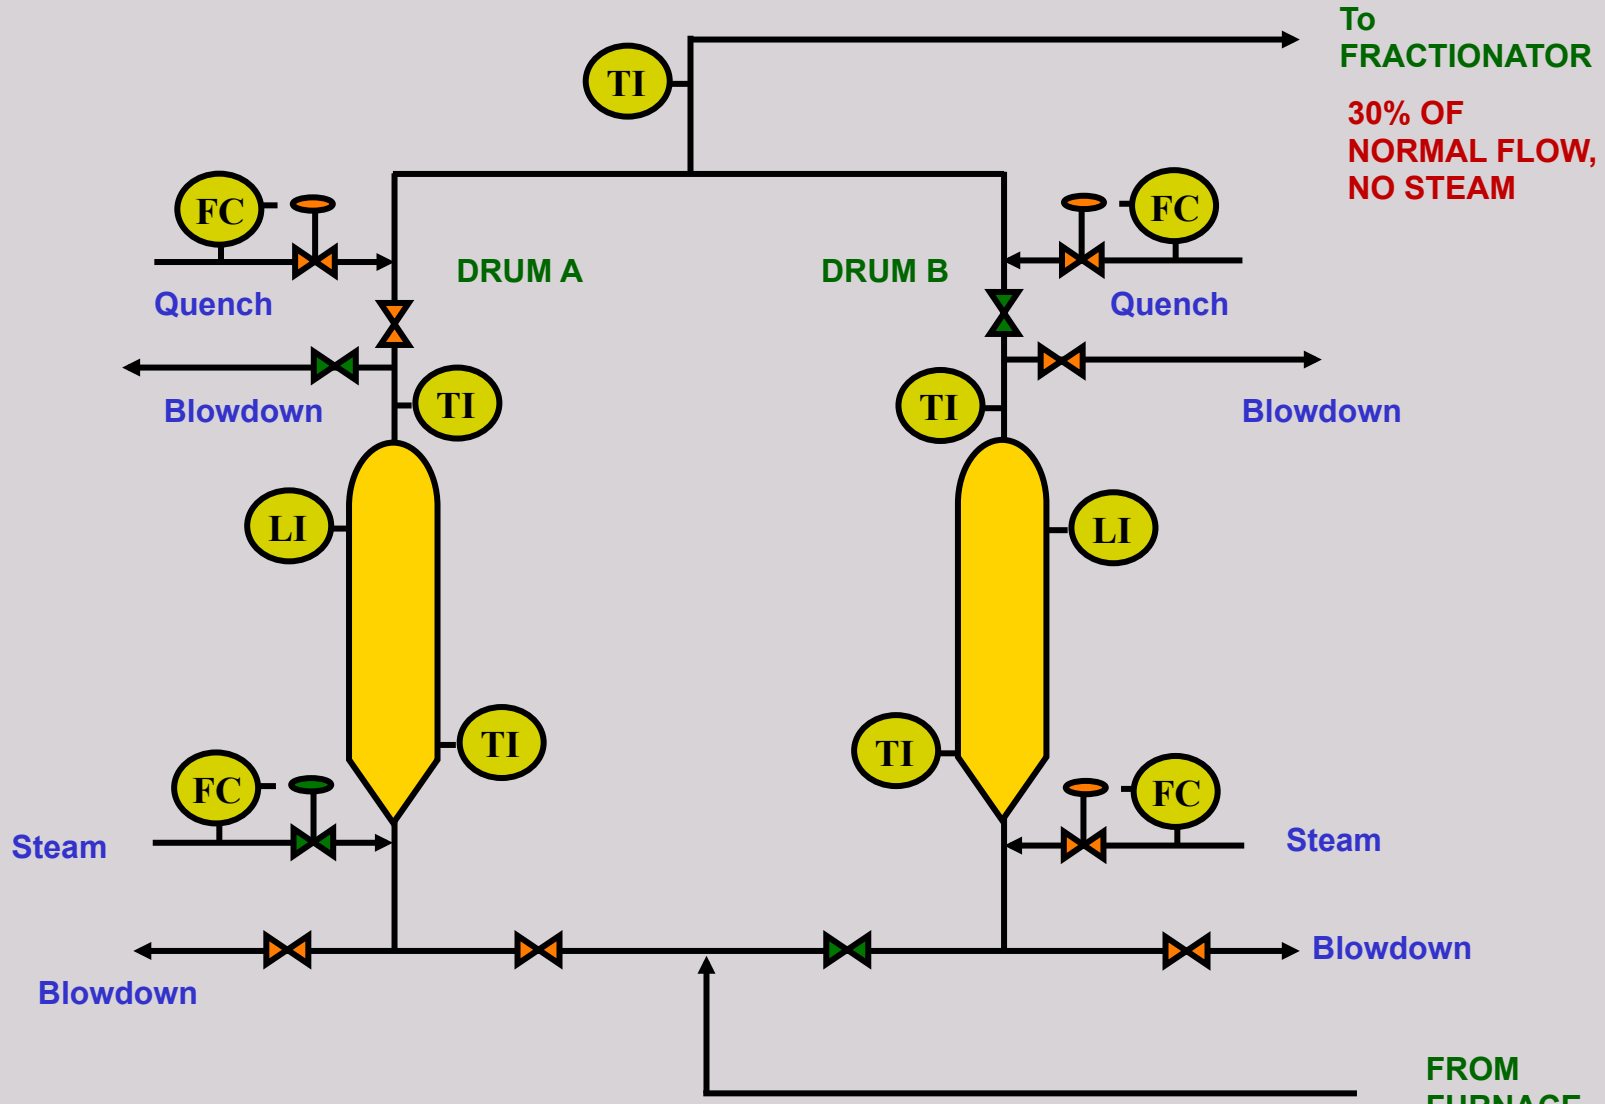 To
FRACTIONATOR
TI
30% OF
NORMAL FLOW,
NO STEAM
FC
FC
DRUM A
DRUM B
Quench
Quench
TI
TI
Blowdown
Blowdown
LI
LI
TI
TI
FC
FC
Steam
Steam
Blowdown
Blowdown
FROM
FURNACE